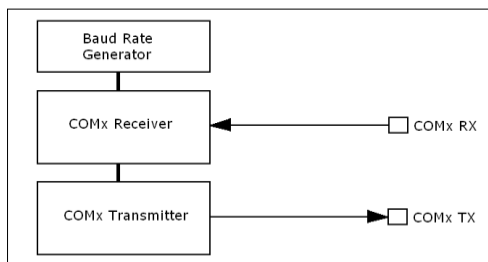 Baud Rate
Generator
COMx Receiver
COMx RX
COMx Transmitter
COMx TX